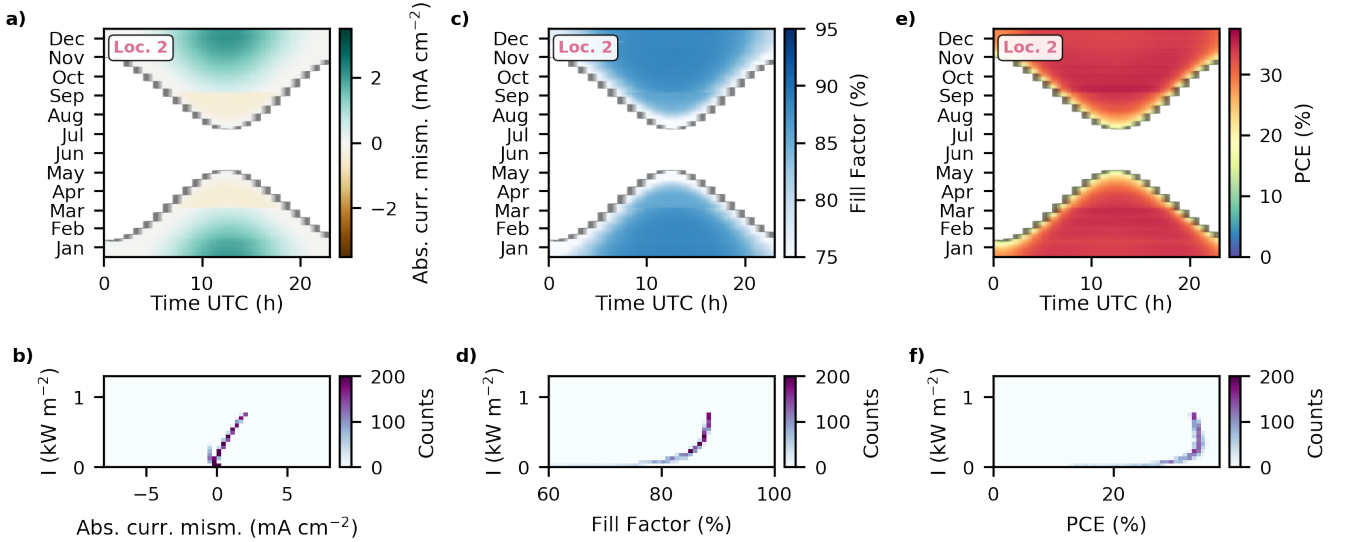 a)
Loc. 2
Dec
Nov
Oct
Sep
Aug
Jul
Jun
May
Apr
Mar
Feb
Jan
0
10
20
Time UTC (h)
2
0
−2
Abs. curr. mism. (mA cm−2)
c)
Loc. 2
Dec
Nov
Oct
Sep
Aug
Jul
Jun
May
Apr
Mar
Feb
Jan
0
10
20
Time UTC (h)
95
90
85
80
75
Fill Factor (%)
e)
Loc. 2
Dec
Nov
Oct
Sep
Aug
Jul
Jun
May
Apr
Mar
Feb
Jan
0
10
20
Time UTC (h)
30
20
10
0
PCE (%)
b)
I (kW m−2)
1
0
−5
0
5
Abs. curr. mism. (mA cm−2)
200
100
0
Counts
d)
I (kW m−2)
1
0
60
80
100
Fill Factor (%)
200
100
0
Counts
f)
I (kW m−2)
1
0
0
20
PCE (%)
200
100
0
Counts